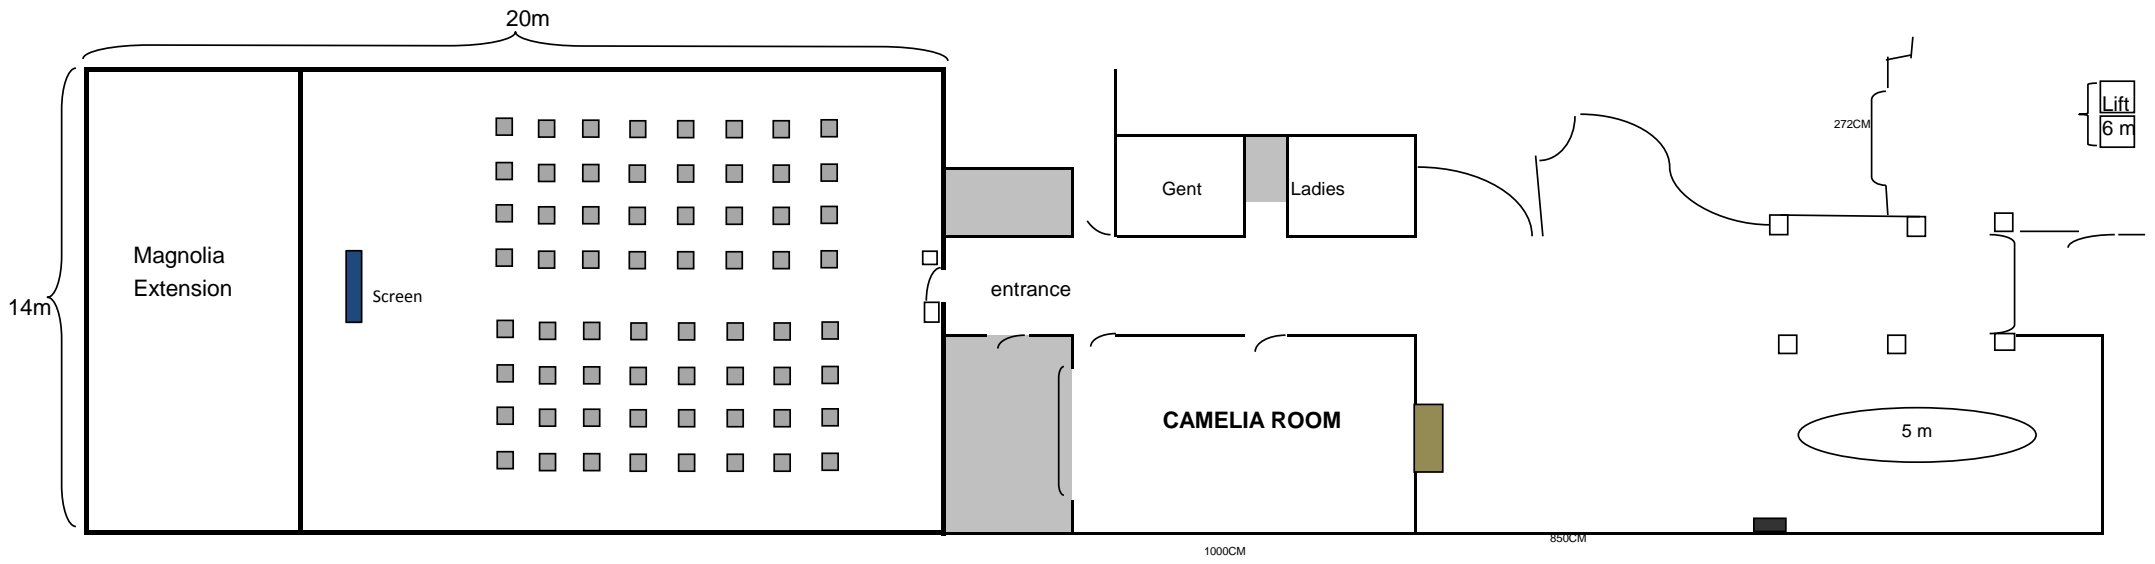 20m
Lift
6 m
272CM
Gent
Ladies
Magnolia
Extension
14m
Screen
entrance
CAMELIA ROOM
5 m
850CM
1000CM